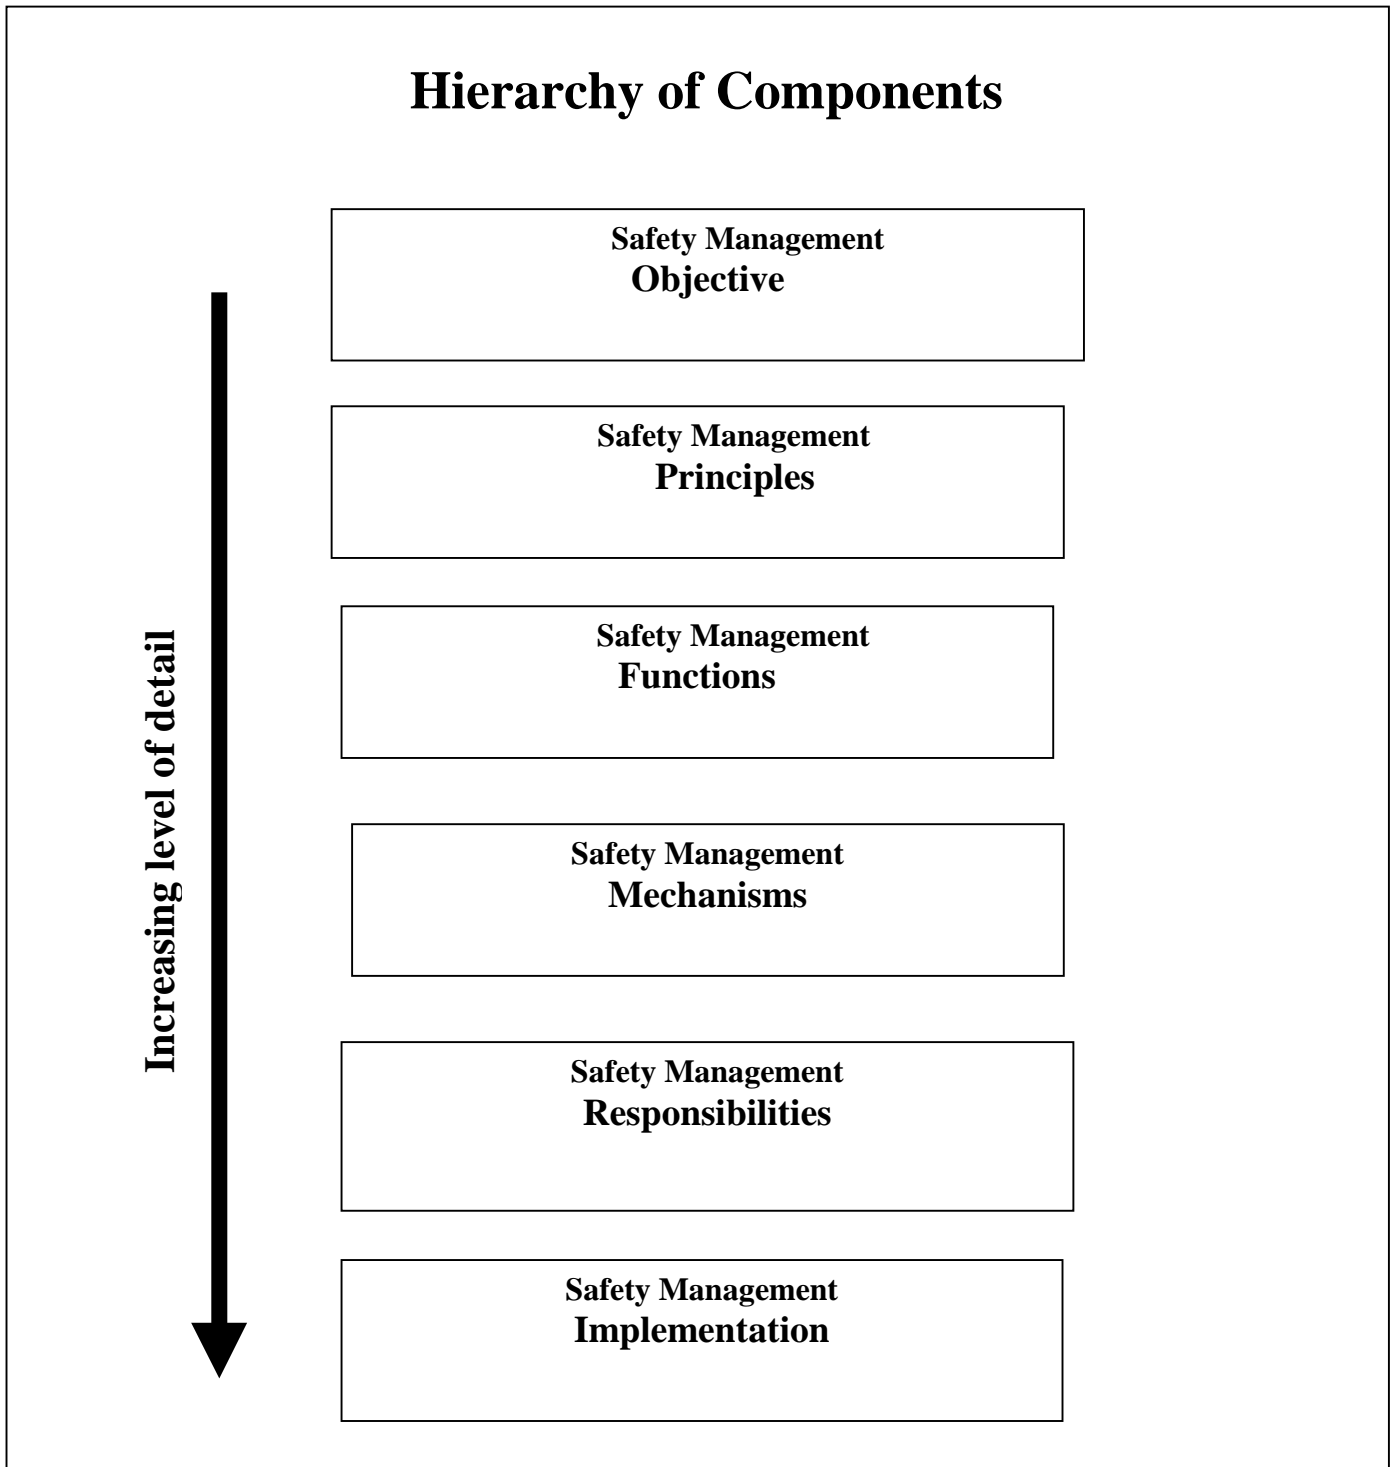 Hierarchy of Components
Safety Management
Objective
Safety Management
Principles
Safety Management
Functions
Safety Management
Mechanisms
Safety Management
Responsibilities
Safety Management
Implementation
Increasing level of detail